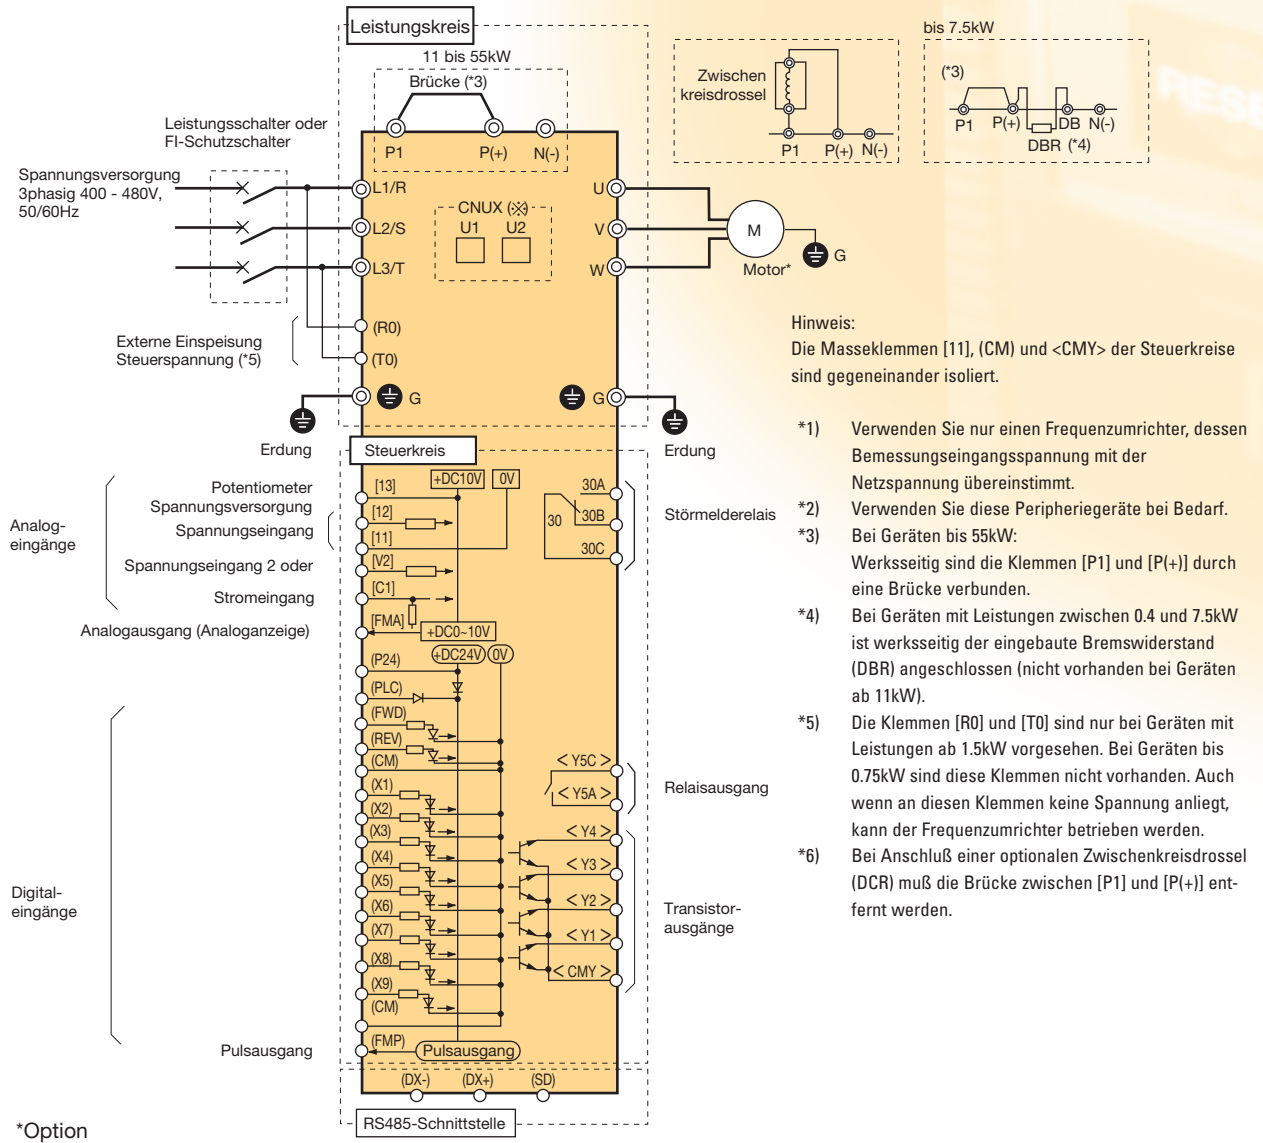 Leistungskreis
11 bis 55kW
Brücke (*3)
P1
P(+)
N(-)
Zwischen
kreisdrossel
P1
P(+)
N(-)
bis 7.5kW
(*3)
P1
P(+)
DB
N(-)
DBR (*4)
Leistungsschalter oder
FI-Schutzschalter
Spannungsversorgung
3phasig 400 - 480V,
50/60Hz
L1/R
L2/S
L3/T
CNUX (※)
U1
U2
U
V
W
M
Motor*
G
Externe Einspeisung
Steuerspannung (*5)
(R0)
(T0)
G
G
Erdung
Erdung
Steuerkreis
Analog-
eingänge
Potentiometer
Spannungsversorgung
Spannungseingang
Spannungseingang 2 oder
Stromeingang
Analogausgang (Analoganzeige)
[13]
[12]
[11]
[V2]
[C1]
[FMA]
+DC10V
0V
+DC0~10V
+DC24V
0V
30
30A
30B
30C
Störmelderelais
Digital-
eingänge
(P24)
(PLC)
(FWD)
(REV)
(CM)
(X1)
(X2)
(X3)
(X4)
(X5)
(X6)
(X7)
(X8)
(X9)
(CM)
(FMP)
Pulsausgang
Pulsausgang
< Y5C >
< Y5A >
Relaisausgang
< Y4 >
< Y3 >
< Y2 >
< Y1 >
< CMY >
Transistor-
ausgänge
(DX-)
(DX+)
(SD)
RS485-Schnittstelle
*Option
Hinweis:
Die Masseklemmen [11], (CM) und <CMY> der Steuerkreise
sind gegeneinander isoliert.
*1) Verwenden Sie nur einen Frequenzumrichter, dessen
Bemessungseingangsspannung mit der
Netzspannung übereinstimmt.
*2) Verwenden Sie diese Peripheriegeräte bei Bedarf.
*3) Bei Geräten bis 55kW:
Werksseitig sind die Klemmen [P1] und [P(+)] durch
eine Brücke verbunden.
*4) Bei Geräten mit Leistungen zwischen 0.4 und 7.5kW
ist werksseitig der eingebaute Bremswiderstand
(DBR) angeschlossen (nicht vorhanden bei Geräten
ab 11kW).
*5) Die Klemmen [R0] und [T0] sind nur bei Geräten mit
Leistungen ab 1.5kW vorgesehen. Bei Geräten bis
0.75kW sind diese Klemmen nicht vorhanden. Auch
wenn an diesen Klemmen keine Spannung anliegt,
kann der Frequenzumrichter betrieben werden.
*6) Bei Anschluß einer optionalen Zwischenkreisdrossel
(DCR) muß die Brücke zwischen [P1] und [P(+)] ent-
fernt werden.